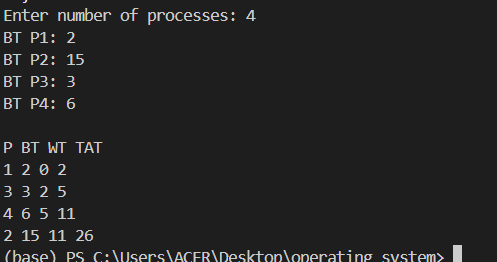 Enter number of processes: 4
BT P1: 2
BT P2: 15
BT P3: 3
BT P4: 6
P BT WT TAT
1 2 0 2
3 3 2 5
4 6 5 11
2 15 11 26
(base) PS C:\Users\ACER\Desktop\operating system>